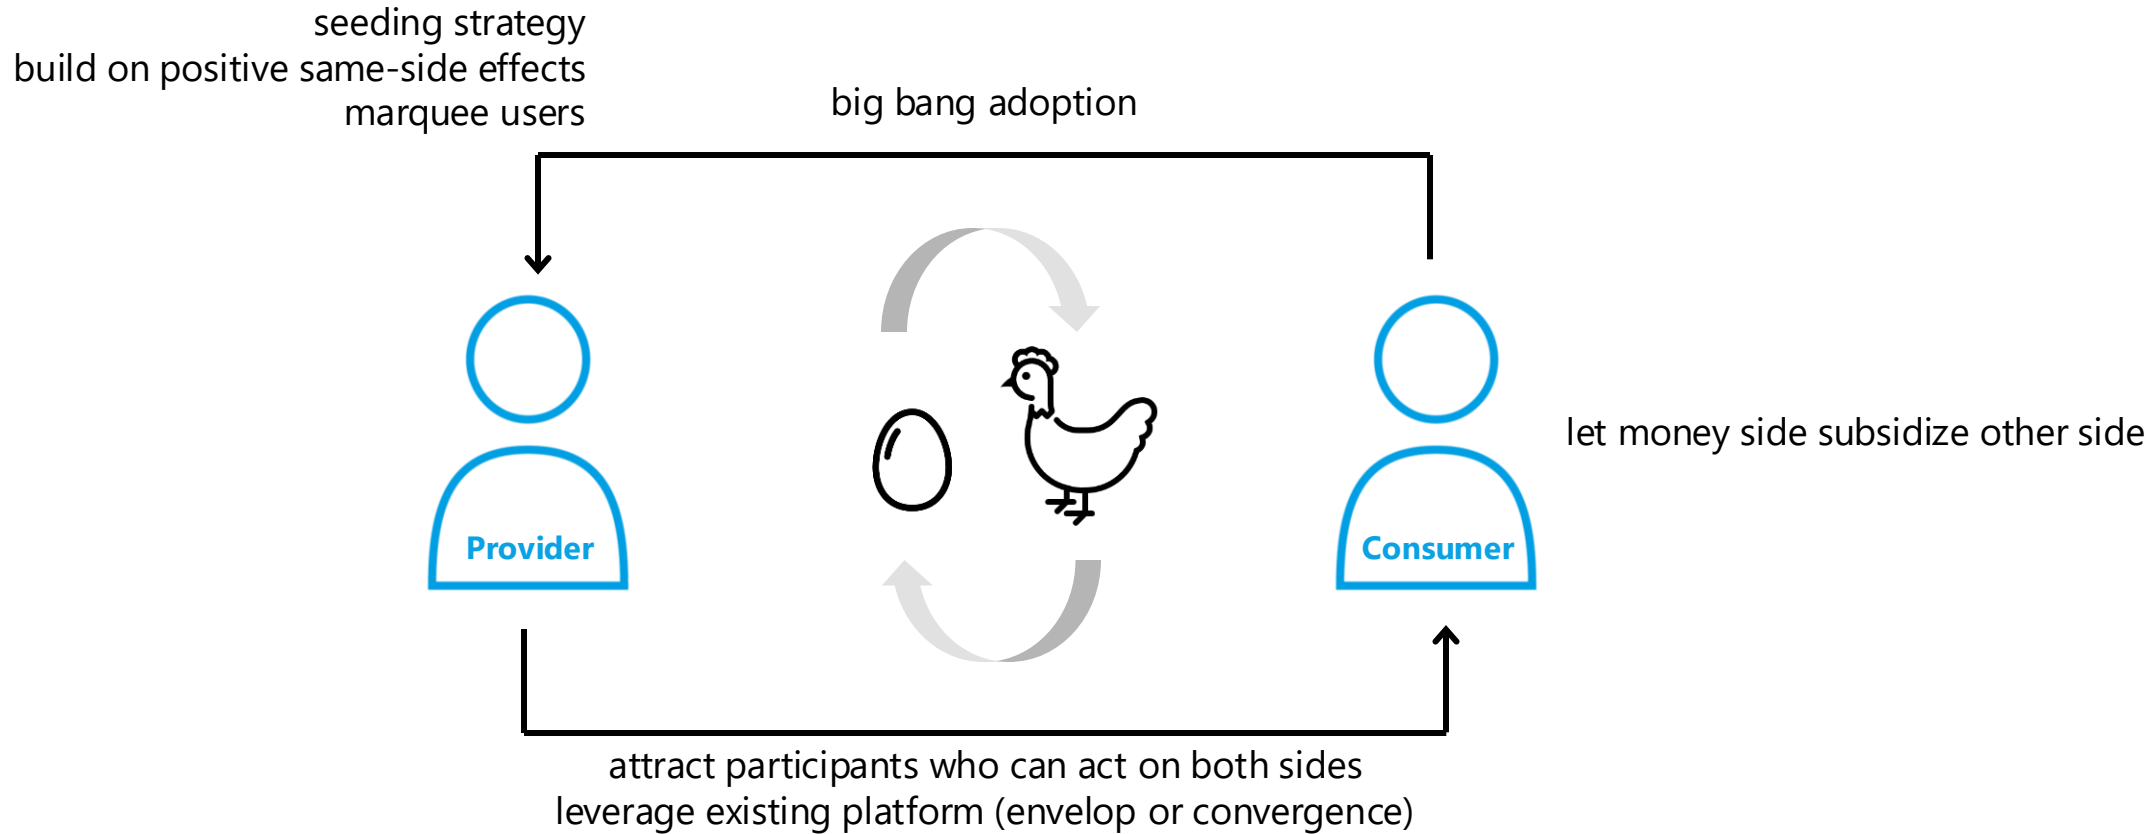 seeding strategy
build on positive same-side effects
marquee users
big bang adoption
let money side subsidize other side
Provider
Consumer
attract participants who can act on both sides
leverage existing platform (envelop or convergence)